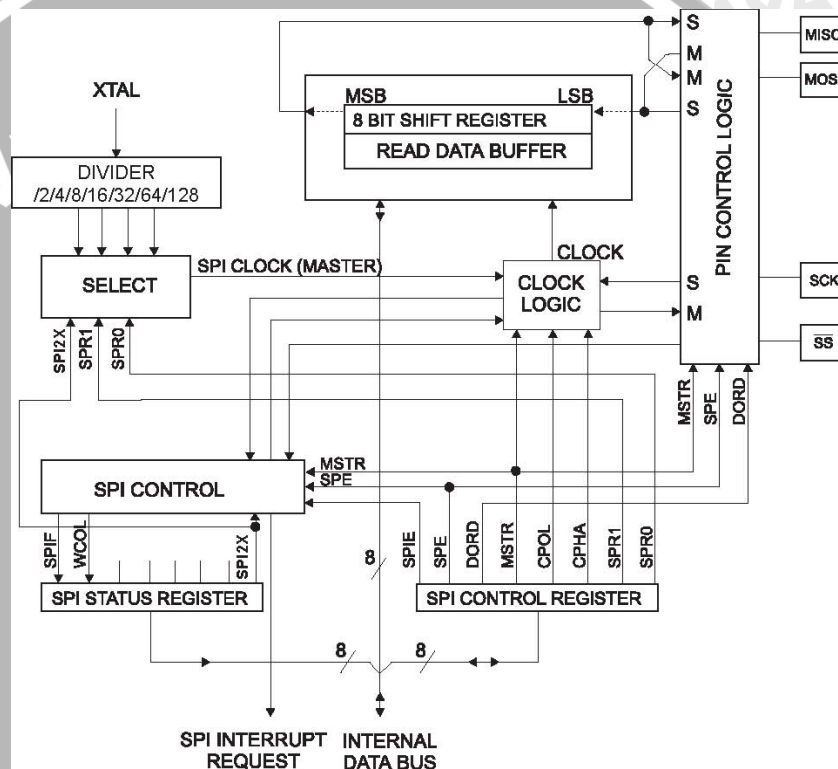 S
MISO
M
M
MOSI
XTAL
MSB
LSB
S
8 BIT SHIFT REGISTER
READ DATA BUFFER
PIN CONTROL LOGIC
DIVIDER
/2/4/8/16/32/64/128
CLOCK
SPI CLOCK (MASTER)
SELECT
CLOCK
LOGIC
S
SCK
M
SS
SPI2X
SPR1
SPR0
MSTR
SPE
DORD
MSTR
SPE
SPI CONTROL
SPIF
WCOL
SPI2X
8
SPIE
SPE
DORD
MSTR
CPOL
CPHA
SPR1
SPR0
SPI STATUS REGISTER
SPI CONTROL REGISTER
8
8
SPI INTERRUPT
REQUEST
INTERNAL
DATA BUS